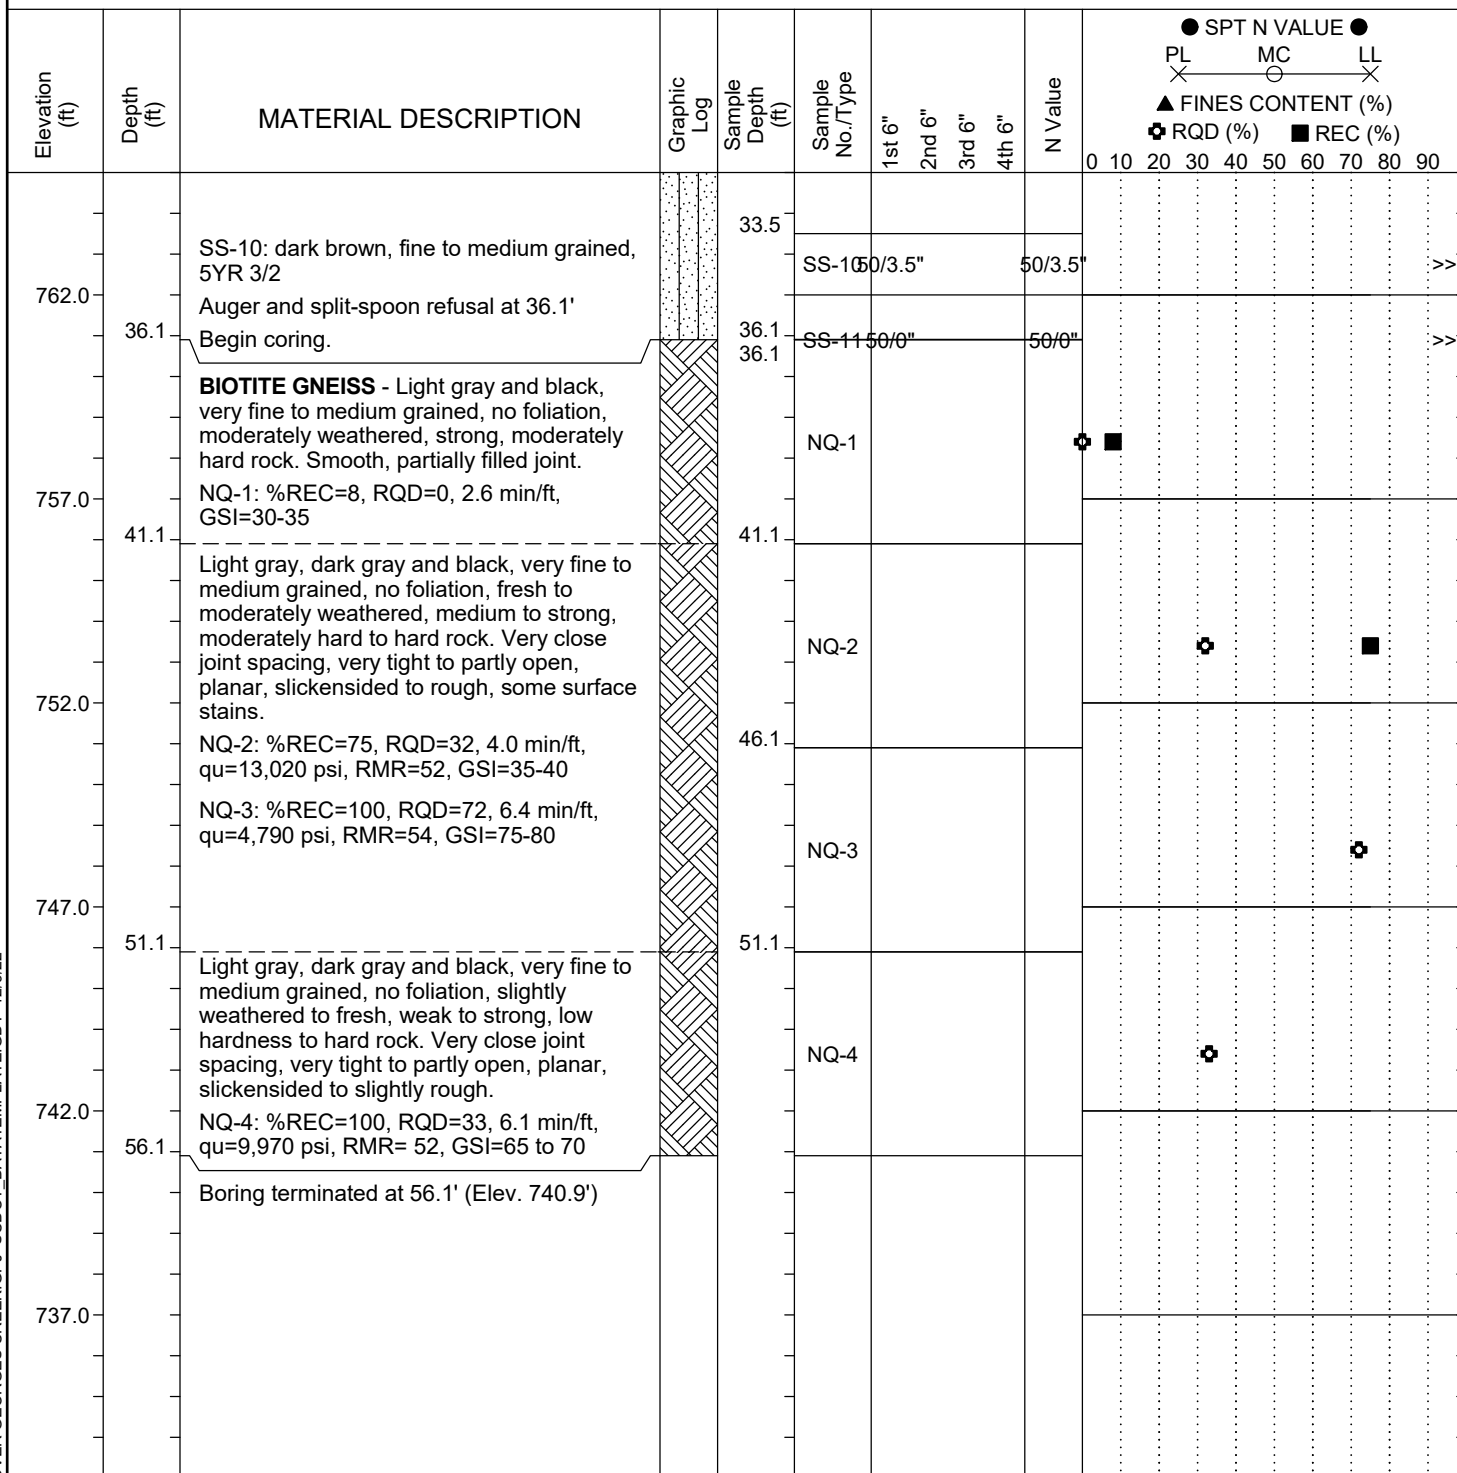 ● SPT N VALUE ●
PL MC LL
▲ FINES CONTENT (%)
RQD (%) ■ REC (%)
Elevation (ft)
Depth (ft)
MATERIAL DESCRIPTION
Graphic Log
Sample Depth (ft)
Sample No./Type
1st 6"
2nd 6"
3rd 6"
4th 6"
N Value
0 10 20 30 40 50 60 70 80 90
33.5
SS-10: dark brown, fine to medium grained,
5YR 3/2
SS-10 50/3.5" 50/3.5" >>
762.0
Auger and split-spoon refusal at 36.1'
36.1
Begin coring.
36.1
SS-11 50/0" 50/0" >>
36.1
BIOTITE GNEISS - Light gray and black,
very fine to medium grained, no foliation,
moderately weathered, strong, moderately
hard rock. Smooth, partially filled joint.
NQ-1
NQ-1: %REC=8, RQD=0, 2.6 min/ft,
GSI=30-35
757.0
41.1
41.1
Light gray, dark gray and black, very fine to
medium grained, no foliation, fresh to
moderately weathered, medium to strong,
moderately hard to hard rock. Very close
joint spacing, very tight to partly open,
planar, slickensided to rough, some surface
stains.
NQ-2
752.0
NQ-2: %REC=75, RQD=32, 4.0 min/ft,
qu=13,020 psi, RMR=52, GSI=35-40
46.1
NQ-3: %REC=100, RQD=72, 6.4 min/ft,
qu=4,790 psi, RMR=54, GSI=75-80
NQ-3
747.0
51.1
51.1
Light gray, dark gray and black, very fine to
medium grained, no foliation, slightly
weathered to fresh, weak to strong, low
hardness to hard rock. Very close joint
spacing, very tight to partly open, planar,
slickensided to slightly rough.
NQ-4
742.0
NQ-4: %REC=100, RQD=33, 6.1 min/ft,
qu=9,970 psi, RMR= 52, GSI=65 to 70
56.1
Boring terminated at 56.1' (Elev. 740.9')
737.0